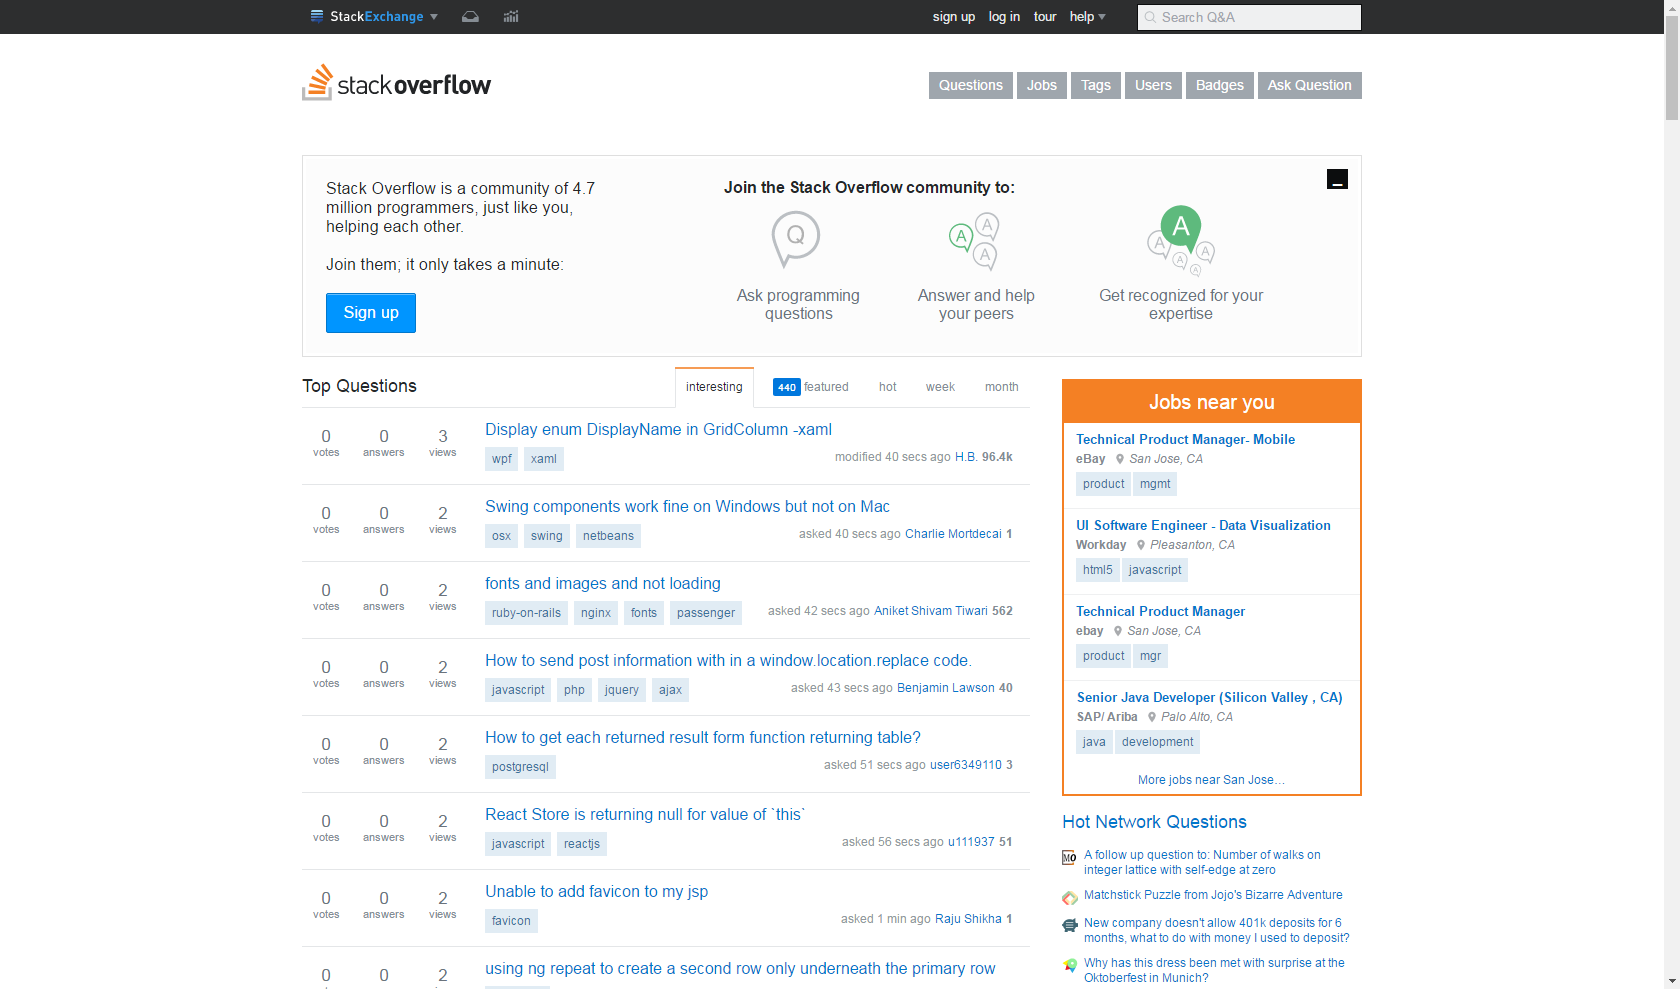 StackExchange
sign up log in tour help
Search Q&A
stackoverflow
Questions Jobs Tags Users Badges Ask Question
Stack Overflow is a community of 4.7
million programmers, just like you,
helping each other.
Join them; it only takes a minute:
Sign up
Join the Stack Overflow community to:
Q
A A A
A A A A A
Ask programming
questions
Answer and help
your peers
Get recognized for your
expertise
Top Questions
interesting 440 featured hot week month
0 votes 0 answers 3 views
Display enum DisplayName in GridColumn -xaml
wpf xaml
modified 40 secs ago H.B. 96.4k
0 votes 0 answers 2 views
Swing components work fine on Windows but not on Mac
osx swing netbeans
asked 40 secs ago Charlie Mortdecai 1
0 votes 0 answers 2 views
fonts and images and not loading
ruby-on-rails nginx fonts passenger
asked 42 secs ago Aniket Shivam Tiwari 562
0 votes 0 answers 2 views
How to send post information with in a window.location.replace code.
javascript php jquery ajax
asked 43 secs ago Benjamin Lawson 40
0 votes 0 answers 2 views
How to get each returned result form function returning table?
postgresql
asked 51 secs ago user6349110 3
0 votes 0 answers 2 views
React Store is returning null for value of `this`
javascript reactjs
asked 56 secs ago u111937 51
0 votes 0 answers 2 views
Unable to add favicon to my jsp
favicon
asked 1 min ago Raju Shikha 1
0 0 2
using ng repeat to create a second row only underneath the primary row
Jobs near you
Technical Product Manager- Mobile
eBay San Jose, CA
product mgmt
UI Software Engineer - Data Visualization
Workday Pleasanton, CA
html5 javascript
Technical Product Manager
ebay San Jose, CA
product mgr
Senior Java Developer (Silicon Valley , CA)
SAP/ Ariba Palo Alto, CA
java development
More jobs near San Jose...
Hot Network Questions
MO
A follow up question to: Number of walks on
integer lattice with self-edge at zero
Matchstick Puzzle from Jojo's Bizarre Adventure
New company doesn't allow 401k deposits for 6
months, what to do with money I used to deposit?
Why has this dress been met with surprise at the
Oktoberfest in Munich?